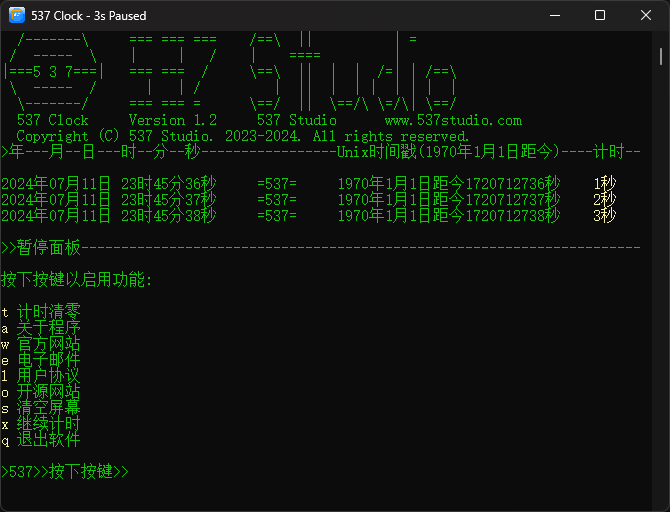 537 Clock - 3s Paused
/-------\     === === ===    /==\  ||          | =
/  -----  \    |       |   /    |    ====         |
|===5 3 7===|   === ===  /     \==\  ||  |  |  /=| | /==\
\  -----  /      |   | /         |  ||  |  | |  | | |  |
\-------/     === === =      \==/  ||  \==/\ \=/\| \==/
537 Clock     Version 1.2     537 Studio      www.537studio.com
Copyright (C) 537 Studio. 2023-2024. All rights reserved.
>年---月--日---时--分--秒-----------------Unix时间戳(1970年1月1日距今)----计时--
2024年07月11日 23时45分36秒     =537=     1970年1月1日距今1720712736秒    1秒
2024年07月11日 23时45分37秒     =537=     1970年1月1日距今1720712737秒    2秒
2024年07月11日 23时45分38秒     =537=     1970年1月1日距今1720712738秒    3秒
>>暂停面板----------------------------------------------------------------------
按下按键以启用功能:
t 计时清零
a 关于程序
w 官方网站
e 电子邮件
l 用户协议
o 开源网站
s 清空屏幕
x 继续计时
q 退出软件
>537>>按下按键>>